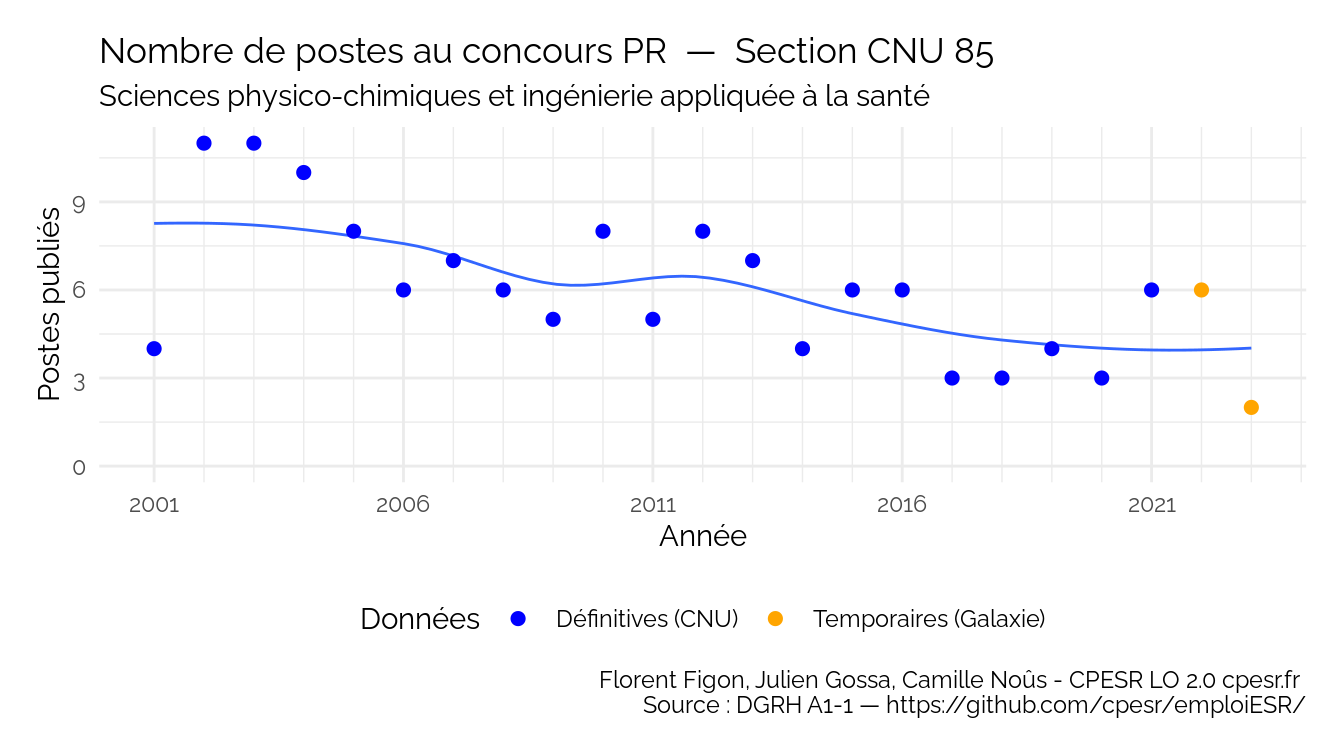 Nombre de postes au concours PR — Section CNU 85
Sciences physico-chimiques et ingénierie appliquée à la santé
Postes publiés
9
6
3
0
2001 2006 2011 2016 2021
Année
Données Définitives (CNU) Temporaires (Galaxie)
Florent Figon, Julien Gossa, Camille Noûs - CPESR LO 2.0 cpesr.fr
Source : DGRH A1-1 — https://github.com/cpesr/emploiESR/